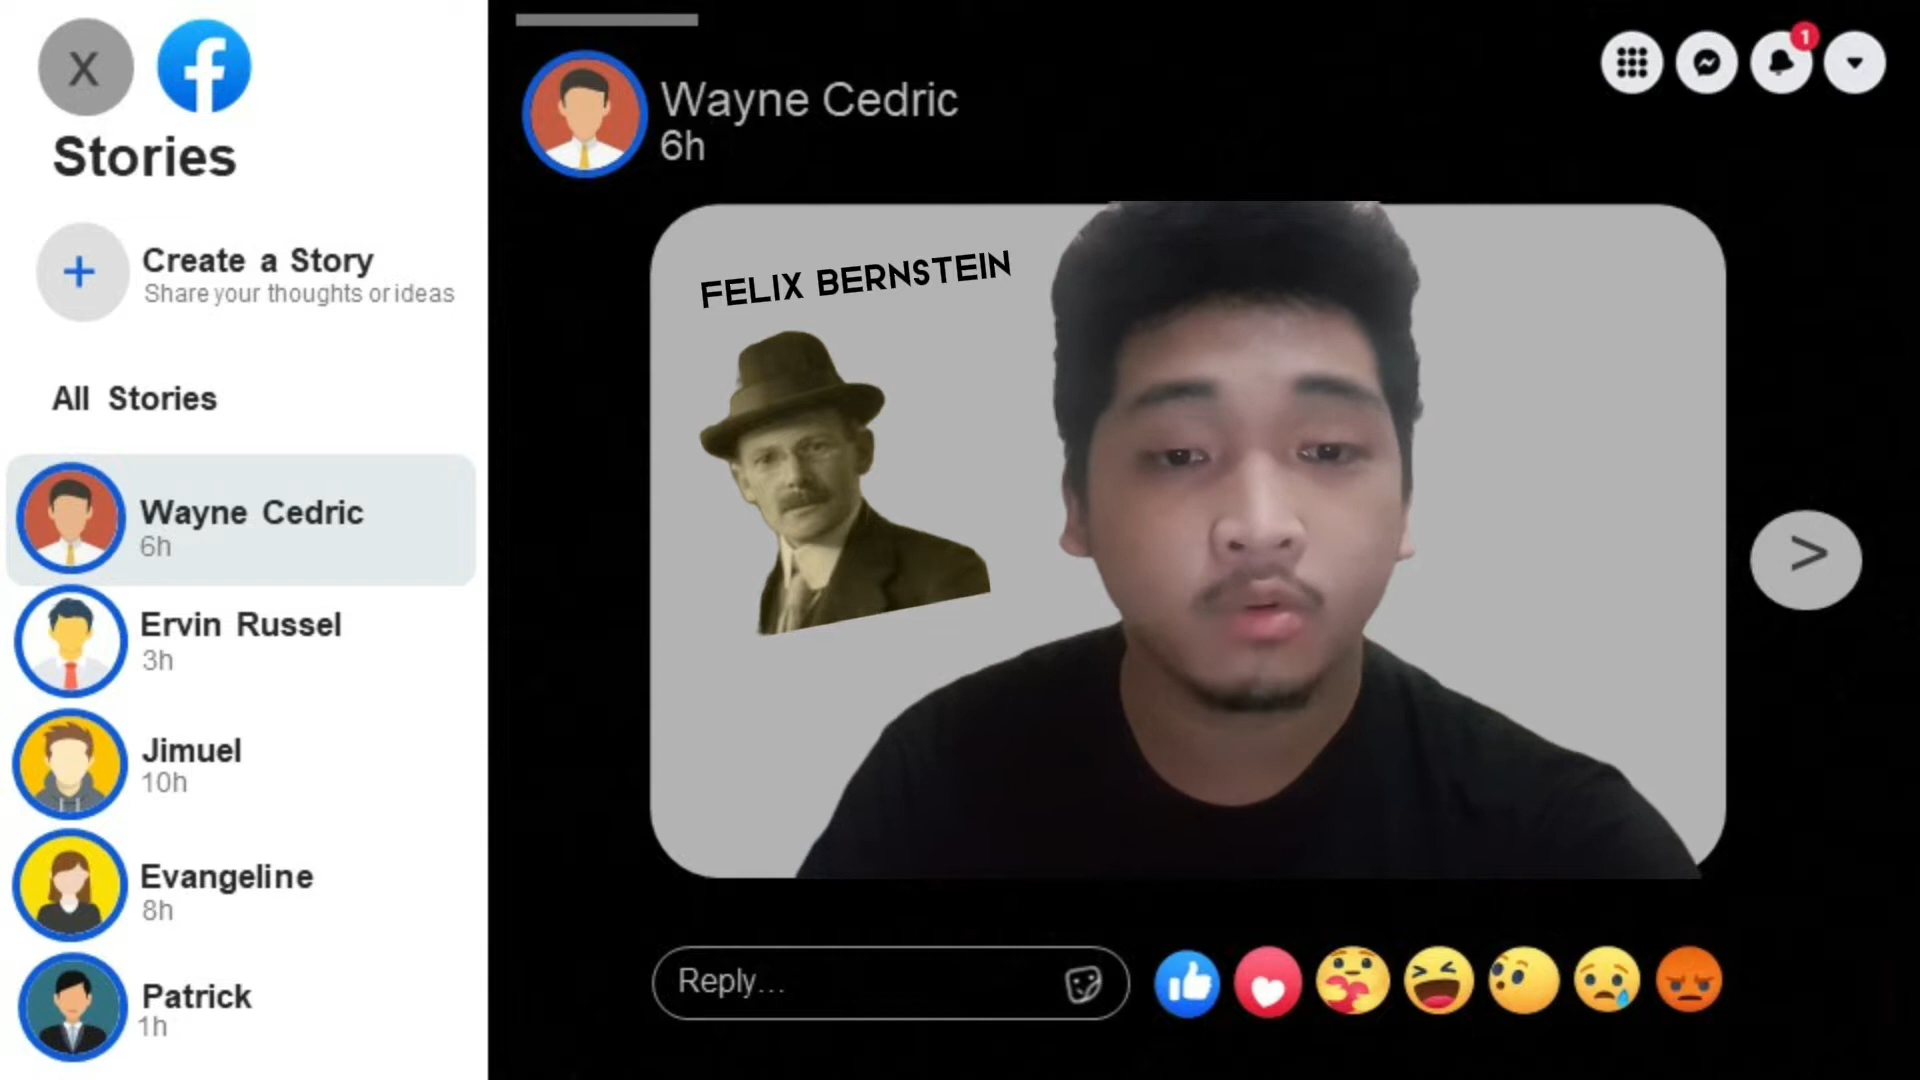 X
Stories
+
Create a Story
Share your thoughts or ideas
All Stories
Wayne Cedric
6h
Ervin Russel
3h
Jimuel
10h
Evangeline
8h
Patrick
1h
Wayne Cedric
6h
1
FELIX BERNSTEIN
>
Reply...